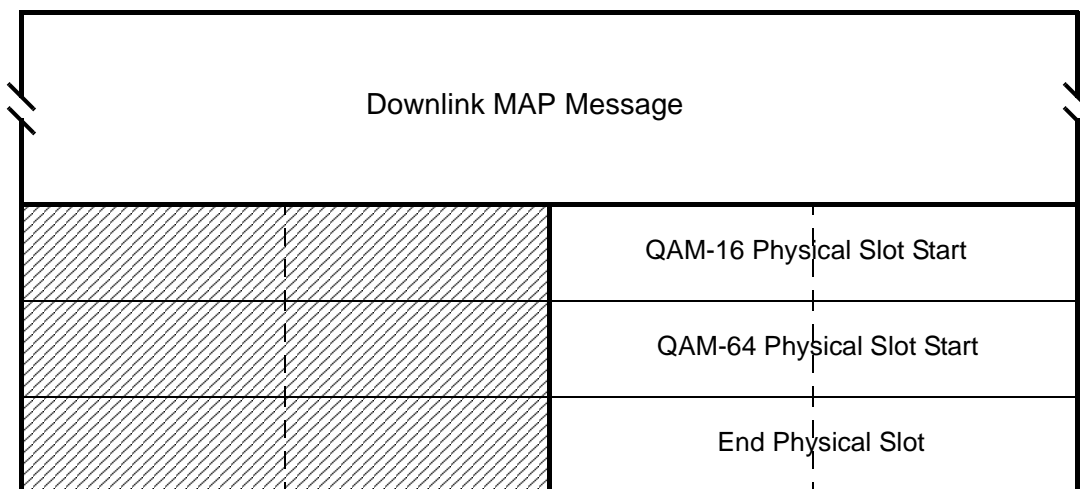 Downlink MAP Message
QAM-16 Physical Slot Start
QAM-64 Physical Slot Start
End Physical Slot